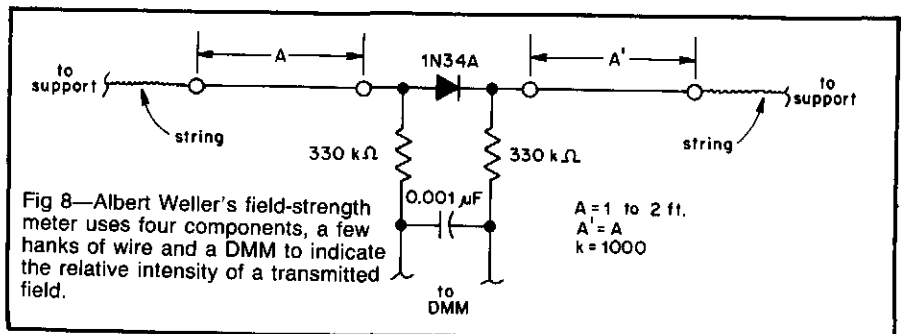 A
1N34A
A'
to
support
to
support
string
string
330 kΩ
330 kΩ
0.001 μF
Fig 8—Albert Weller's field-strength
meter uses four components, a few
hanks of wire and a DMM to indicate
the relative intensity of a transmitted
field.
A = 1 to 2 ft.
A' = A
k = 1000
to
DMM